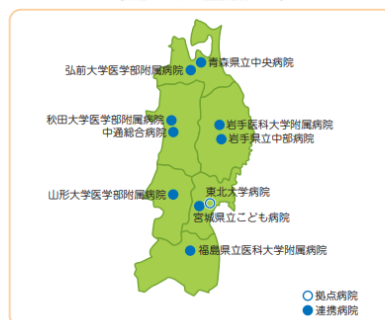 青森県立中央病院
弘前大学医学部附属病院
秋田大学医学部附属病院
中通総合病院
岩手医科大学附属病院
岩手県立中部病院
山形大学医学部附属病院
東北大学病院
宮城県立こども病院
福島県立医科大学附属病院
拠点病院
連携病院